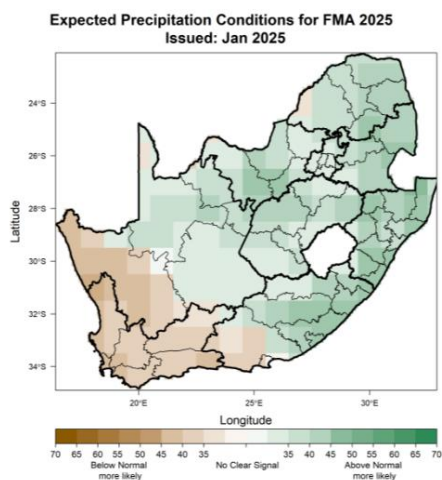 Expected Precipitation Conditions for FMA 2025
Issued: Jan 2025
24°S
26°S
28°S
30°S
32°S
34°S
Latitude
20°E 25°E 30°E
Longitude
70 65 60 55 50 45 40 35 35 40 45 50 55 60 65 70
Below Normal No Clear Signal Above Normal
more likely more likely